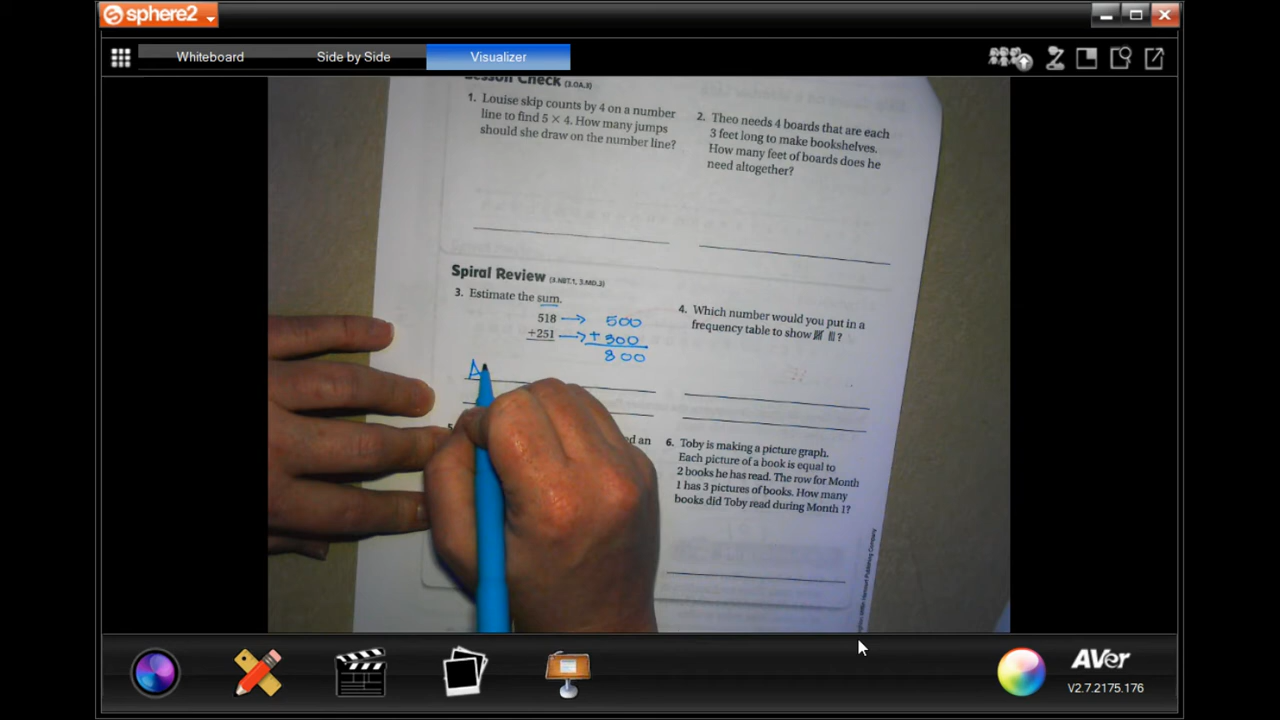 sphere2
Whiteboard
Side by Side
Visualizer
Lesson Check (3.OA.3)
1. Louise skip counts by 4 on a number
line to find 5 × 4. How many jumps
should she draw on the number line?
2. Theo needs 4 boards that are each
3 feet long to make bookshelves.
How many feet of boards does he
need altogether?
Spiral Review (3.NBT.1, 3.MD.3)
3. Estimate the sum.
518 → 500
+251 → + 300
800
A
4. Which number would you put in a
frequency table to show 𝍸 |||?
5.
ed an
6. Toby is making a picture graph.
Each picture of a book is equal to
2 books he has read. The row for Month
1 has 3 pictures of books. How many
books did Toby read during Month 1?
Harcourt Publishing Company
AVer
V2.7.2175.176